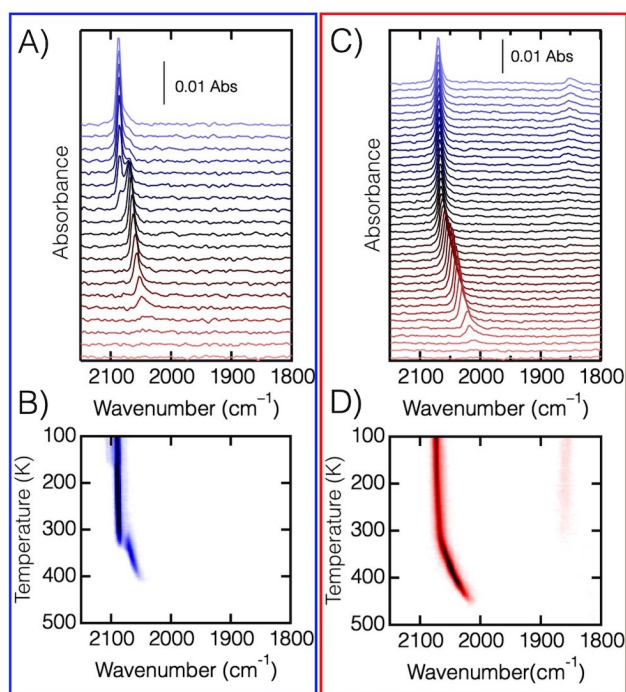 A)
0.01 Abs
Absorbance
2100 2000 1900 1800
Wavenumber (cm⁻¹)
B)
100
200
300
400
500
Temperature (K)
2100 2000 1900 1800
Wavenumber (cm⁻¹)
C)
0.01 Abs
Absorbance
2100 2000 1900 1800
Wavenumber (cm⁻¹)
D)
100
200
300
400
500
Temperature (K)
2100 2000 1900 1800
Wavenumber(cm⁻¹)